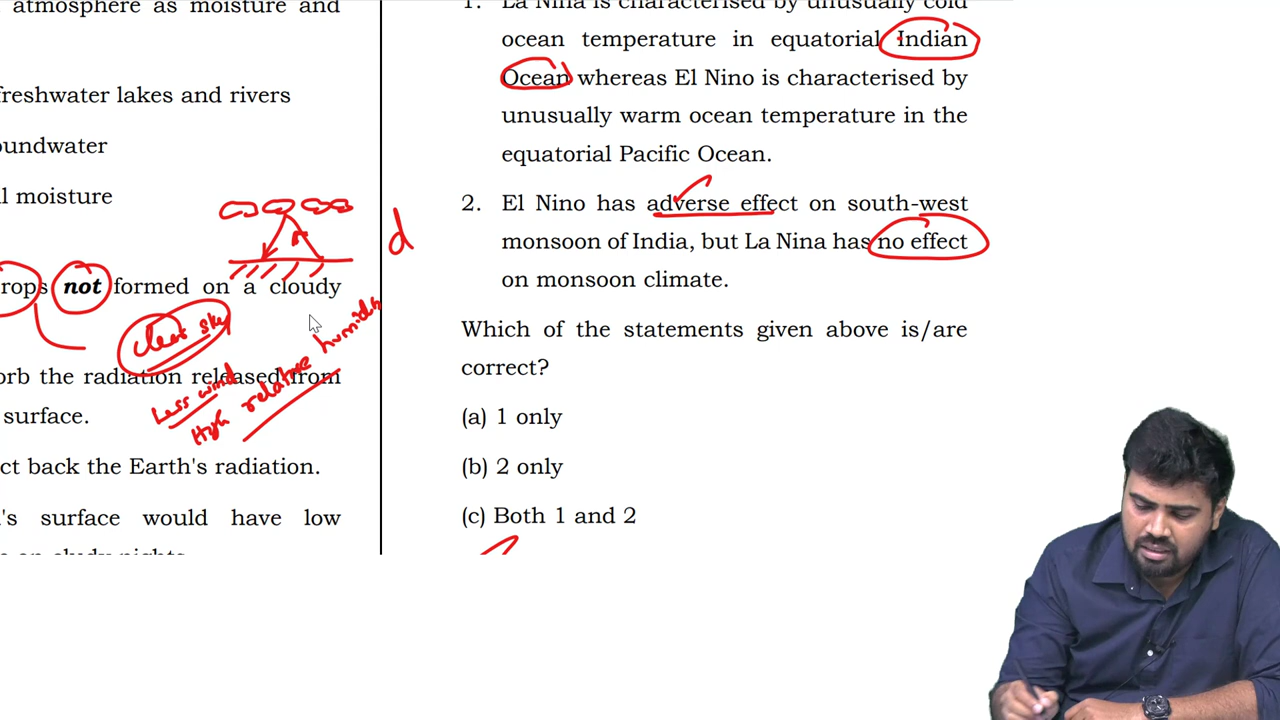 atmosphere as moisture and
freshwater lakes and rivers
oundwater
l moisture
rops not formed on a cloudy
clear sky
Less wind
High relative humidity
orb the radiation released from
surface.
ct back the Earth's radiation.
's surface would have low
d
1. La Nina is characterised by unusually cold
ocean temperature in equatorial Indian
Ocean whereas El Nino is characterised by
unusually warm ocean temperature in the
equatorial Pacific Ocean.
2. El Nino has adverse effect on south-west
monsoon of India, but La Nina has no effect
on monsoon climate.
Which of the statements given above is/are
correct?
(a) 1 only
(b) 2 only
(c) Both 1 and 2